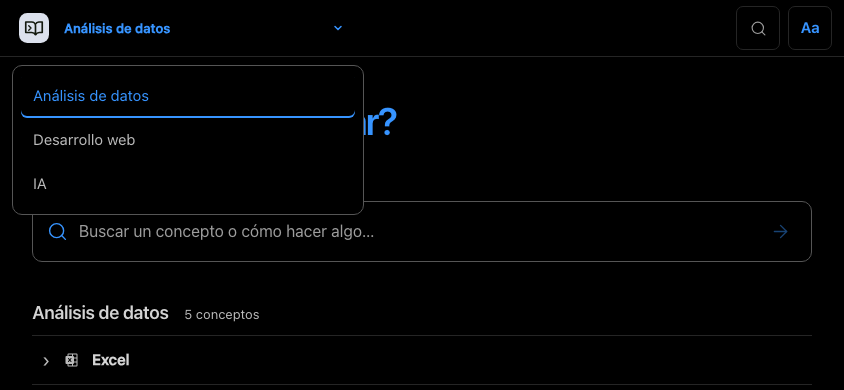 Análisis de datos
Aa
Análisis de datos
Desarrollo web
IA
ar?
Buscar un concepto o cómo hacer algo...
Análisis de datos 5 conceptos
Excel